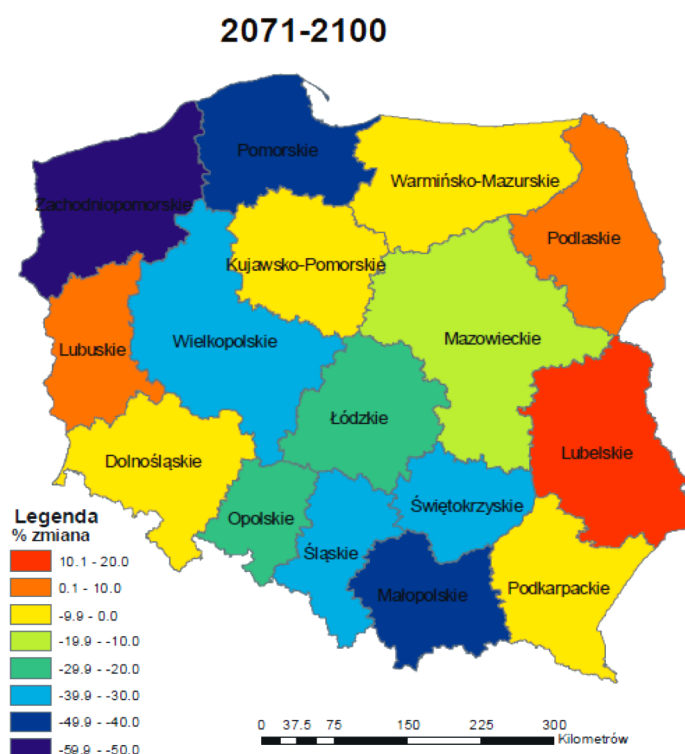 2071-2100
Pomorskie
Warmińsko-Mazurskie
Zachodniopomorskie
Podlaskie
Kujawsko-Pomorskie
Mazowieckie
Wielkopolskie
Lubuskie
Łódzkie
Lubelskie
Dolnośląskie
Świętokrzyskie
Opolskie
Śląskie
Podkarpackie
Małopolskie
Legenda
% zmiana
10.1 - 20.0
0.1 - 10.0
-9.9 - 0.0
-19.9 - -10.0
-29.9 - -20.0
-39.9 - -30.0
-49.9 - -40.0
-59.9 - -50.0
0 37.5 75 150 225 300
Kilometrów